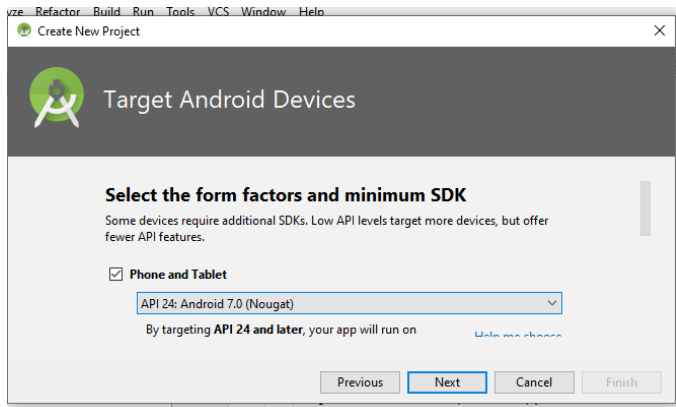 yze Refactor Build Run Tools VCS Window Help
Create New Project
Target Android Devices
Select the form factors and minimum SDK
Some devices require additional SDKs. Low API levels target more devices, but offer
fewer API features.
Phone and Tablet
API 24: Android 7.0 (Nougat)
By targeting API 24 and later, your app will run on
Help me choose
Previous Next Cancel Finish